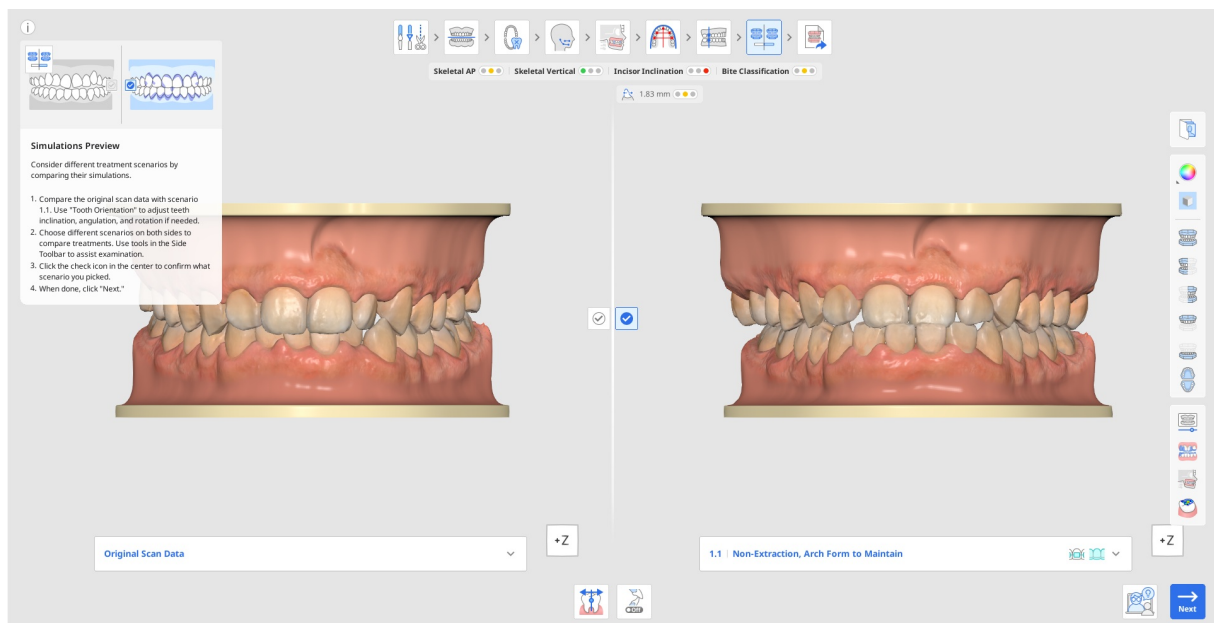 Skeletal AP
Skeletal Vertical
Incisor Inclination
Bite Classification
1.83 mm
Simulations Preview
Consider different treatment scenarios by
comparing their simulations.
1. Compare the original scan data with scenario
1.1. Use "Tooth Orientation" to adjust teeth
inclination, angulation, and rotation if needed.
2. Choose different scenarios on both sides to
compare treatments. Use tools in the Side
Toolbar to assist examination.
3. Click the check icon in the center to confirm what
scenario you picked.
4. When done, click "Next."
+Z
+Z
Original Scan Data
1.1 Non-Extraction, Arch Form to Maintain
Off
Next